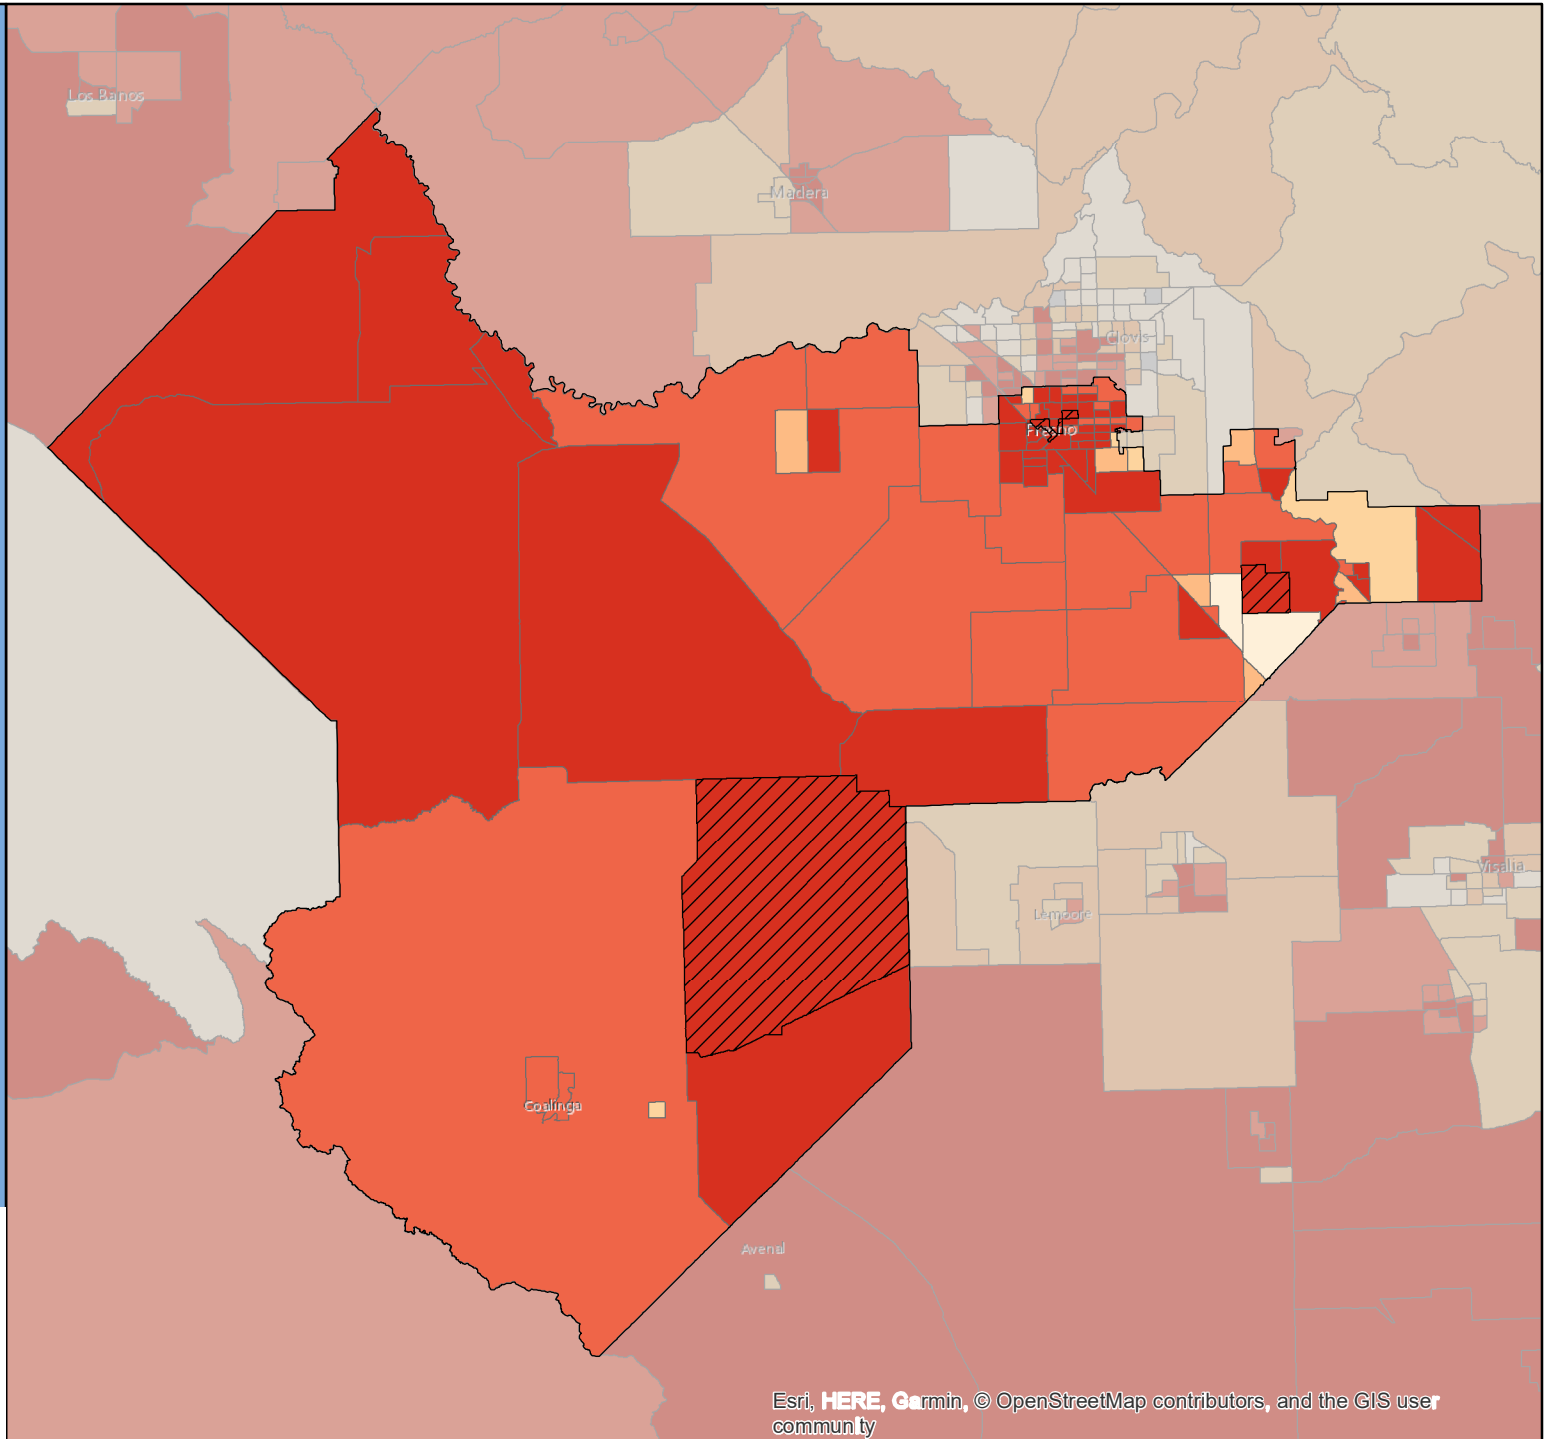 Los Banos
Madera
Clovis
Fresno
Visalia
Lemoore
Coalinga
Avenal
Esri, HERE, Garmin, © OpenStreetMap contributors, and the GIS user
community